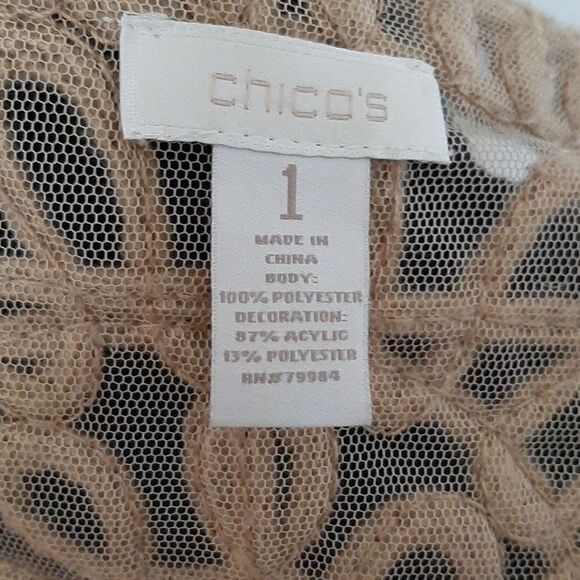 chico's
1
MADE IN
CHINA
BODY:
100% POLYESTER
DECORATION:
87% ACYLIC
13% POLYESTER
RN#79984